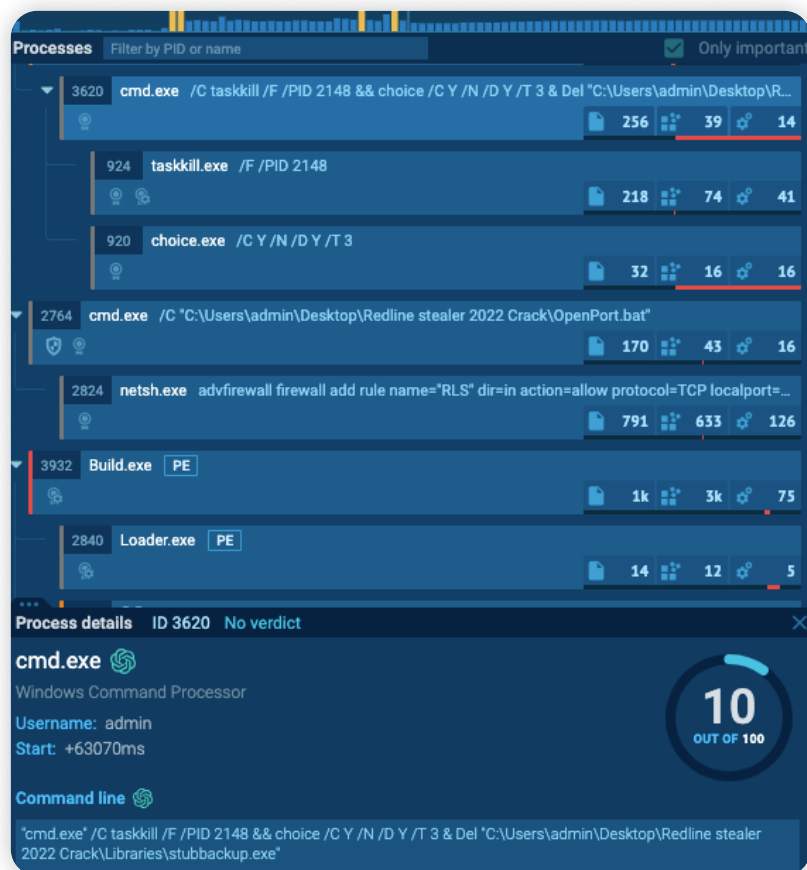 Processes Filter by PID or name Only important
3620 cmd.exe /C taskkill /F /PID 2148 && choice /C Y /N /D Y /T 3 & Del "C:\Users\admin\Desktop\R...
256 39 14
924 taskkill.exe /F /PID 2148
218 74 41
920 choice.exe /C Y /N /D Y /T 3
32 16 16
2764 cmd.exe /C "C:\Users\admin\Desktop\Redline stealer 2022 Crack\OpenPort.bat"
170 43 16
2824 netsh.exe advfirewall firewall add rule name="RLS" dir=in action=allow protocol=TCP localport=...
791 633 126
3932 Build.exe PE
1k 3k 75
2840 Loader.exe PE
14 12 5
Process details ID 3620 No verdict
cmd.exe
Windows Command Processor
Username: admin
Start: +63070ms
10
OUT OF 100
Command line
"cmd.exe" /C taskkill /F /PID 2148 && choice /C Y /N /D Y /T 3 & Del "C:\Users\admin\Desktop\Redline stealer
2022 Crack\Libraries\stubbackup.exe"